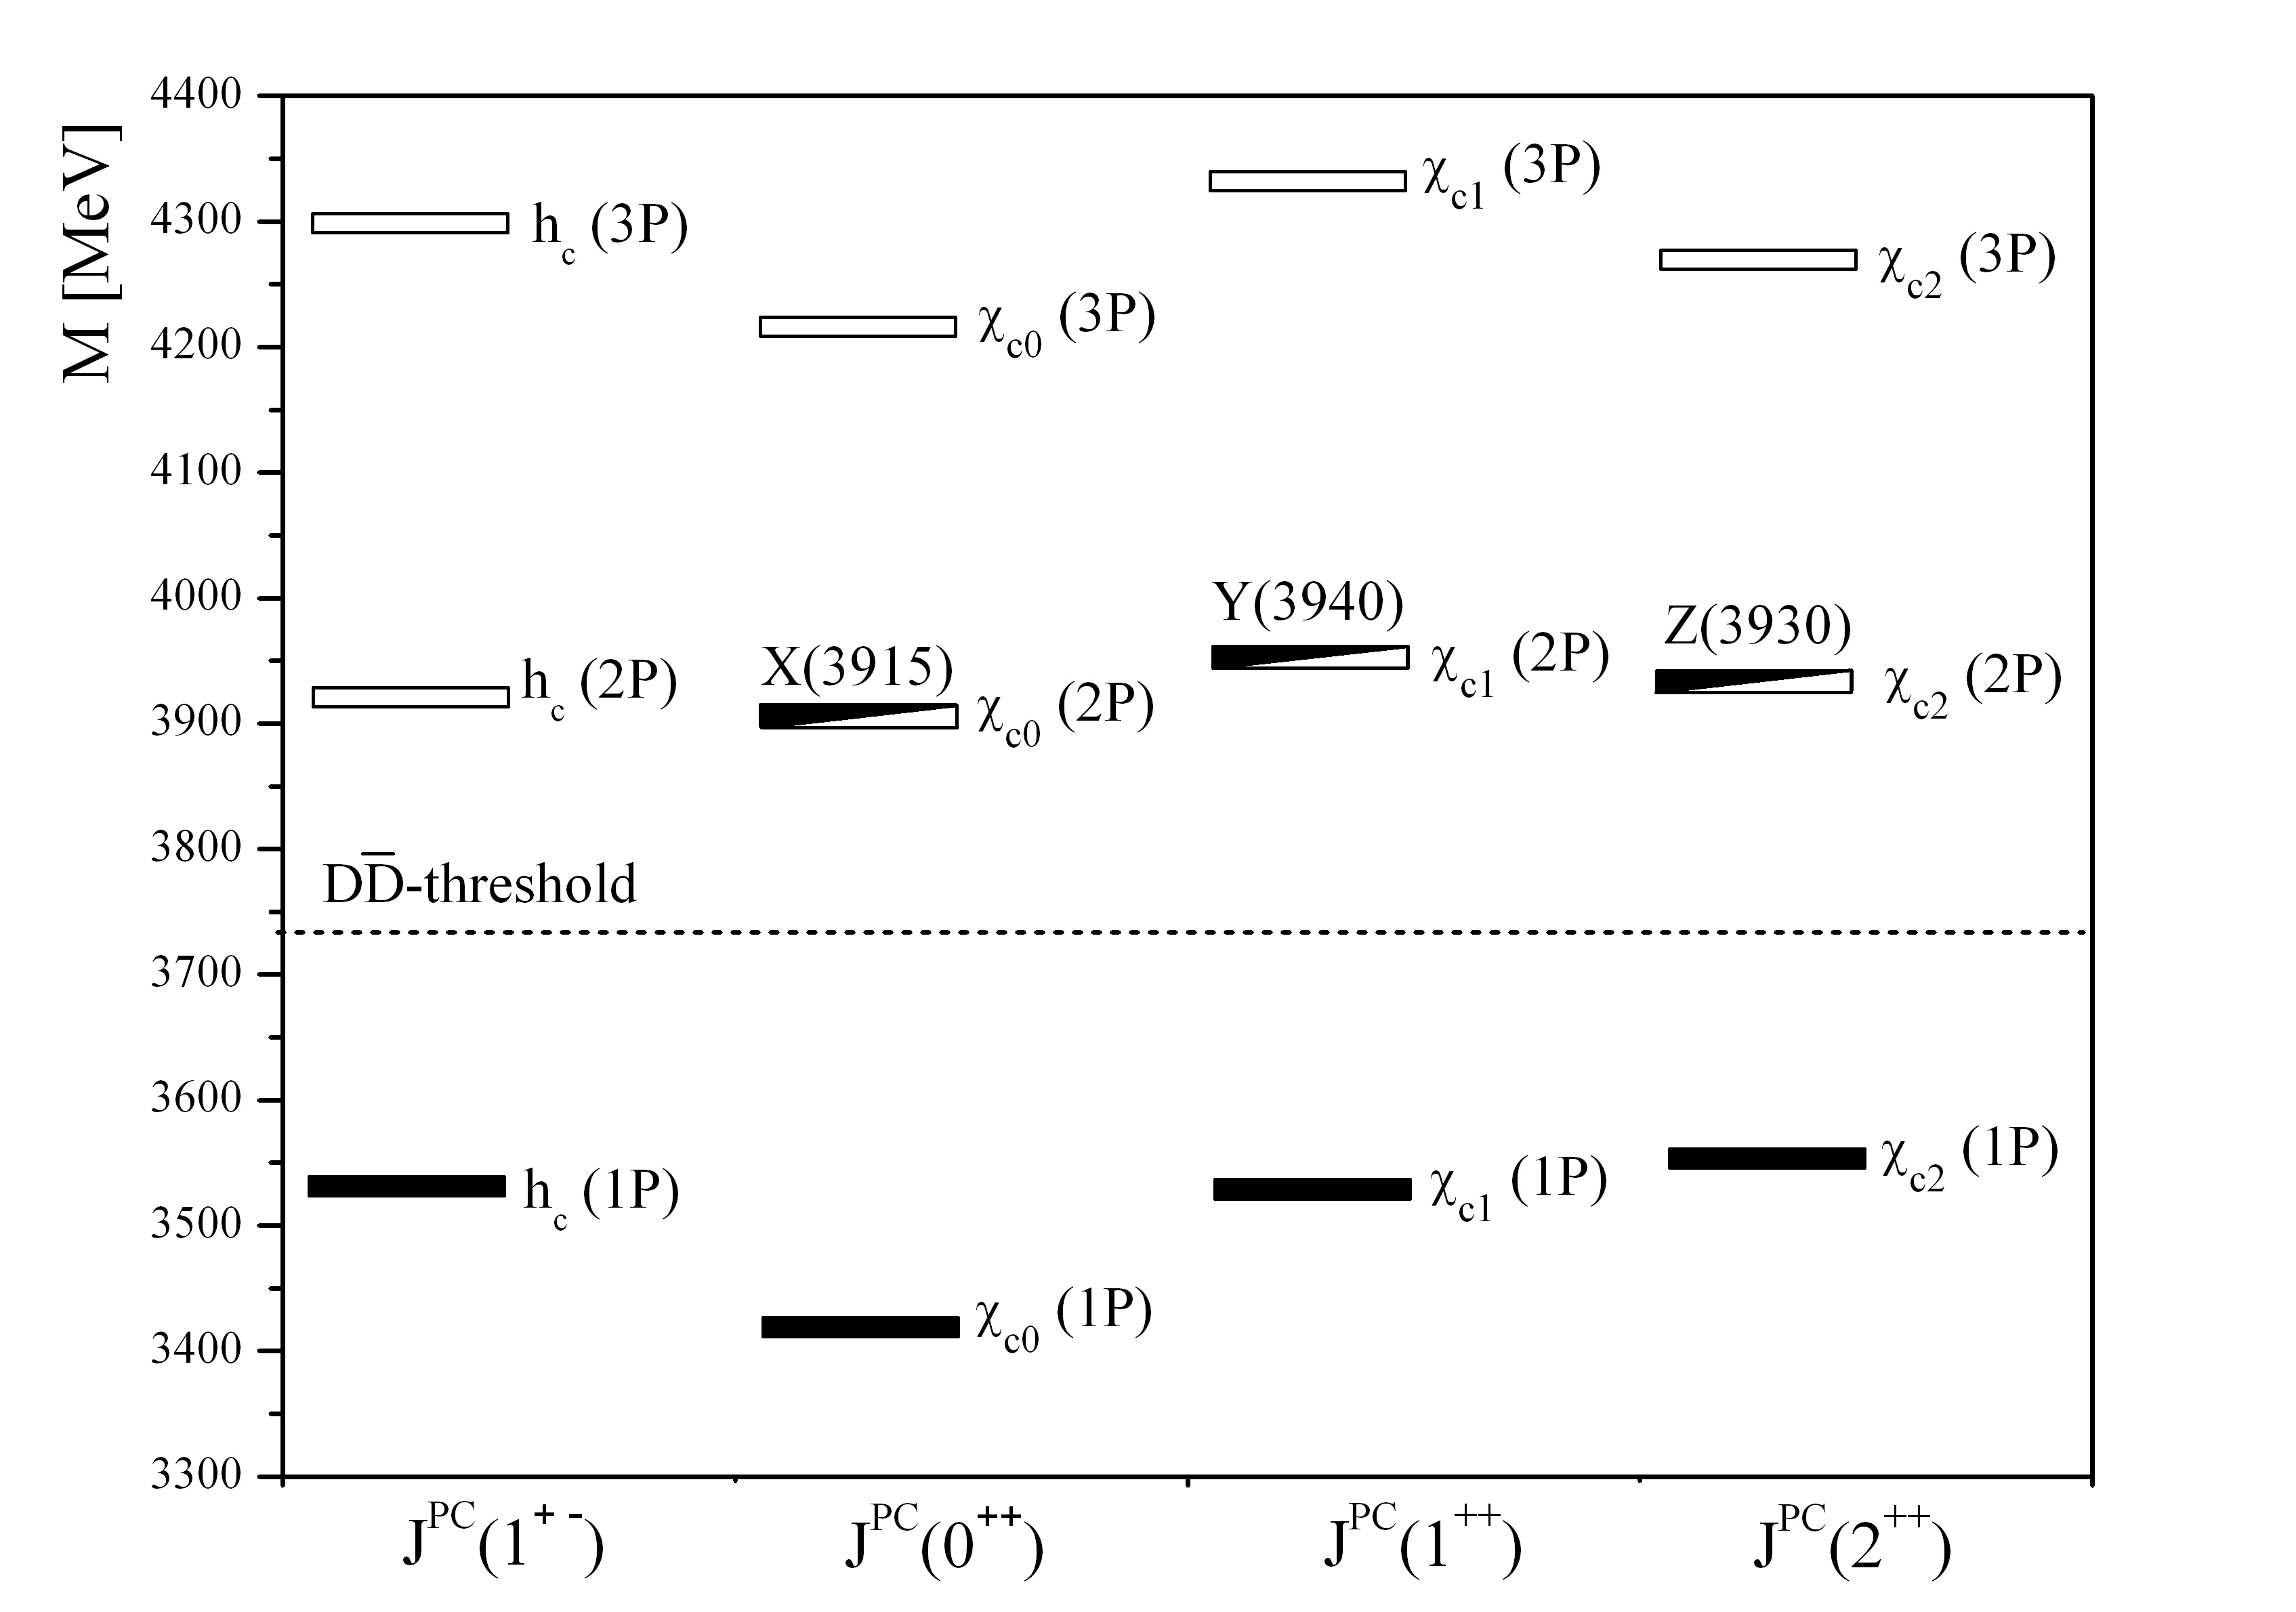 M [MeV]
4400
4300
4200
4100
4000
3900
3800
3700
3600
3500
3400
3300
h_c (3P)
χ_c0 (3P)
χ_c1 (3P)
χ_c2 (3P)
h_c (2P)
X(3915)
χ_c0 (2P)
Y(3940)
χ_c1 (2P)
Z(3930)
χ_c2 (2P)
DD̅-threshold
h_c (1P)
χ_c0 (1P)
χ_c1 (1P)
χ_c2 (1P)
J^PC(1^+ -)
J^PC(0^++)
J^PC(1^++)
J^PC(2^++)